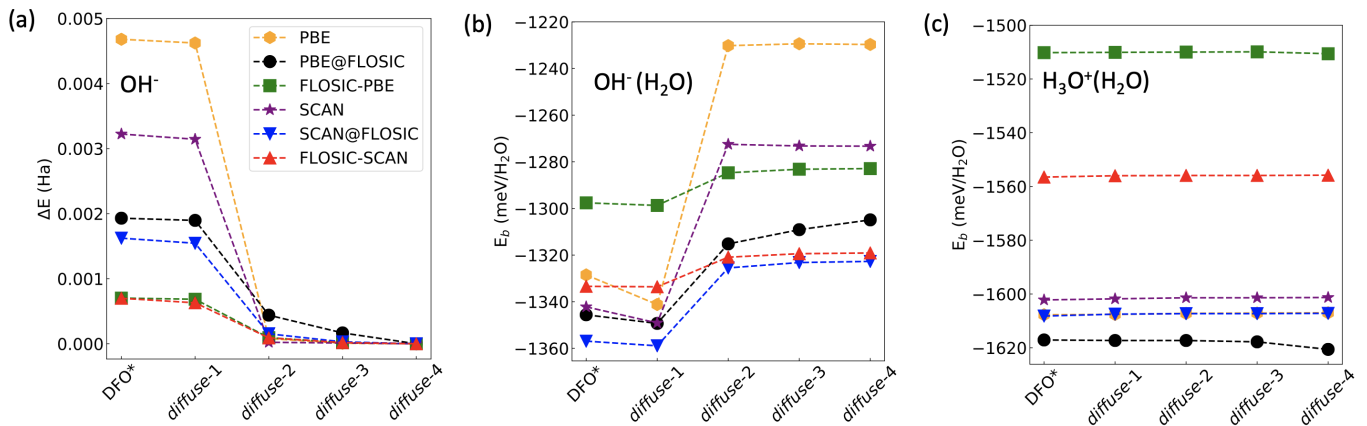 (a)
0.005
0.004
0.003
0.002
0.001
0.000
ΔE (Ha)
OH⁻
PBE
PBE@FLOSIC
FLOSIC-PBE
SCAN
SCAN@FLOSIC
FLOSIC-SCAN
DFO*
diffuse-1
diffuse-2
diffuse-3
diffuse-4
(b)
−1220
−1240
−1260
−1280
−1300
−1320
−1340
−1360
E_b (meV/H₂O)
OH⁻(H₂O)
DFO*
diffuse-1
diffuse-2
diffuse-3
diffuse-4
(c)
−1500
−1520
−1540
−1560
−1580
−1600
−1620
E_b (meV/H₂O)
H₃O⁺(H₂O)
DFO*
diffuse-1
diffuse-2
diffuse-3
diffuse-4